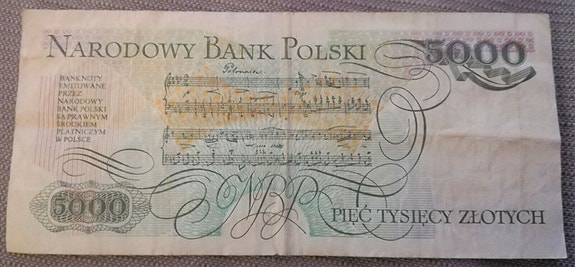 NARODOWY BANK POLSKI
5000
Polonaise
BANKNOTY
EMITOWANE
PRZEZ
NARODOWY
BANK POLSKI
SĄ PRAWNYM
ŚRODKIEM
PŁATNICZYM
W POLSCE
5000
NBP
PIĘĆ TYSIĘCY ZŁOTYCH